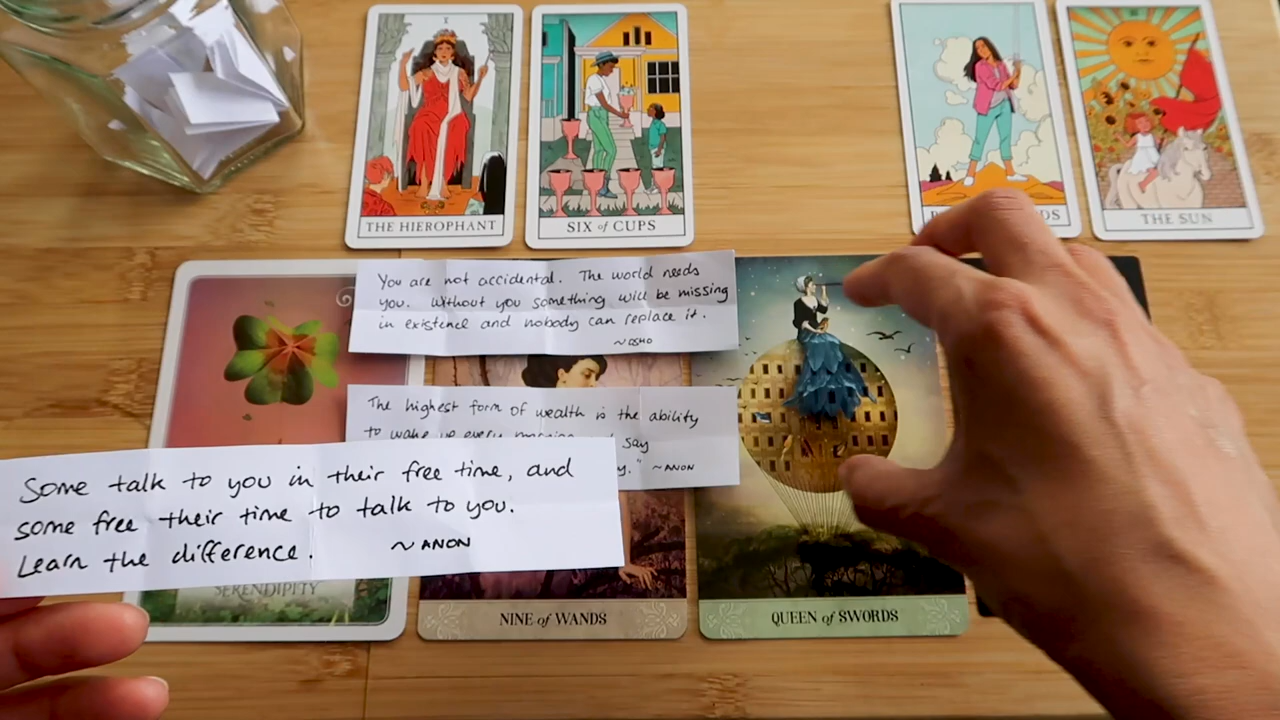 THE HIEROPHANT
SIX of CUPS
THE SUN
You are not accidental. The world needs
you. Without you something will be missing
in existence and nobody can replace it.
~OSHO
The highest form of wealth is the ability
to wake up every morning say
y." ~ANON
Some talk to you in their free time, and
some free their time to talk to you.
Learn the difference. ~ANON
SERENDIPITY
NINE of WANDS
QUEEN of SWORDS